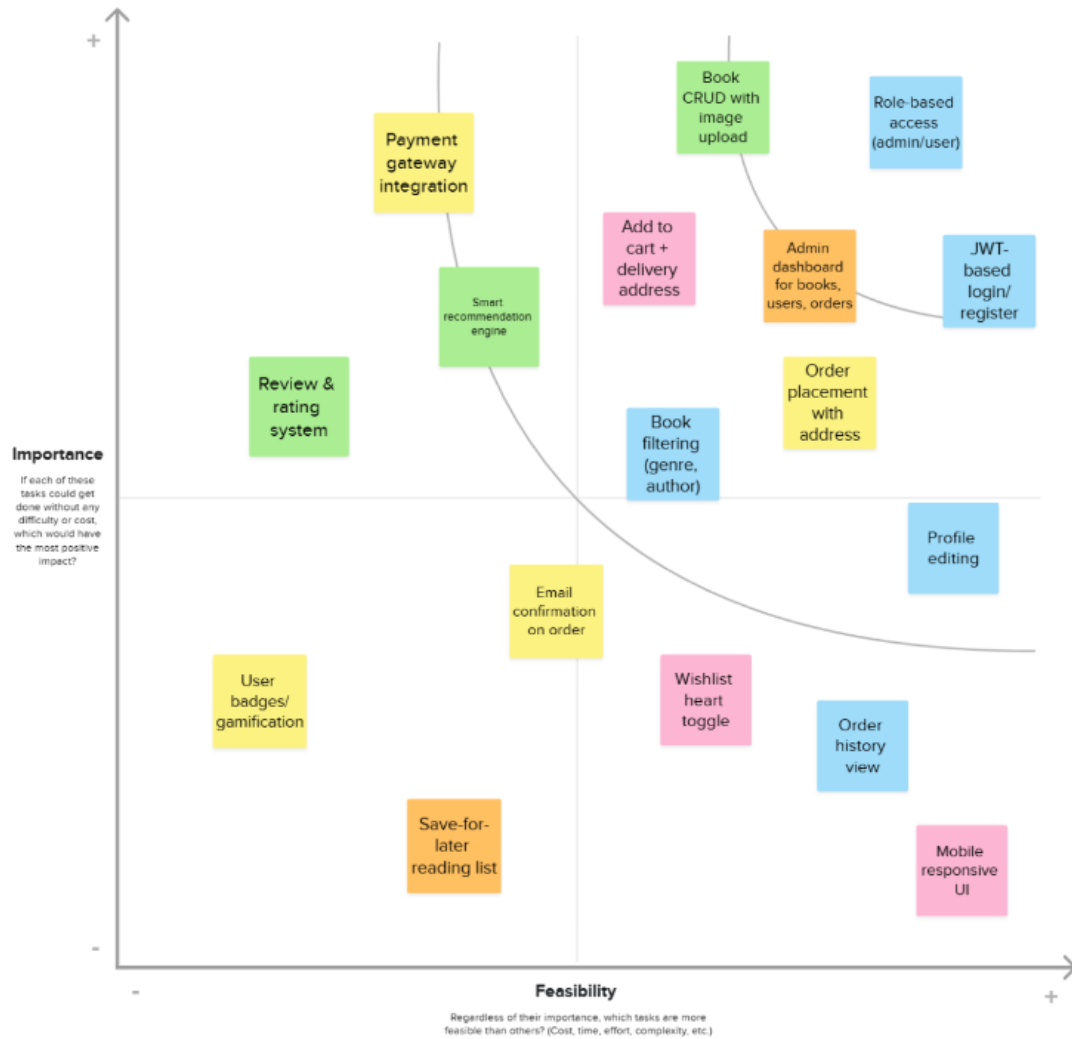 +
Book
CRUD with
image
upload
Role-based
access
(admin/user)
Payment
gateway
integration
Add to
cart +
delivery
address
Admin
dashboard
for books,
users, orders
JWT-
based
login/
register
Smart
recommendation
engine
Review &
rating
system
Order
placement
with
address
Book
filtering
(genre,
author)
Importance
If each of these
tasks could get
done without any
difficulty or cost,
which would have
the most positive
impact?
Profile
editing
Email
confirmation
on order
User
badges/
gamification
Wishlist
heart
toggle
Order
history
view
Save-for-
later
reading list
Mobile
responsive
UI
-
-
Feasibility
+
Regardless of their importance, which tasks are more
feasible than others? (Cost, time, effort, complexity, etc.)